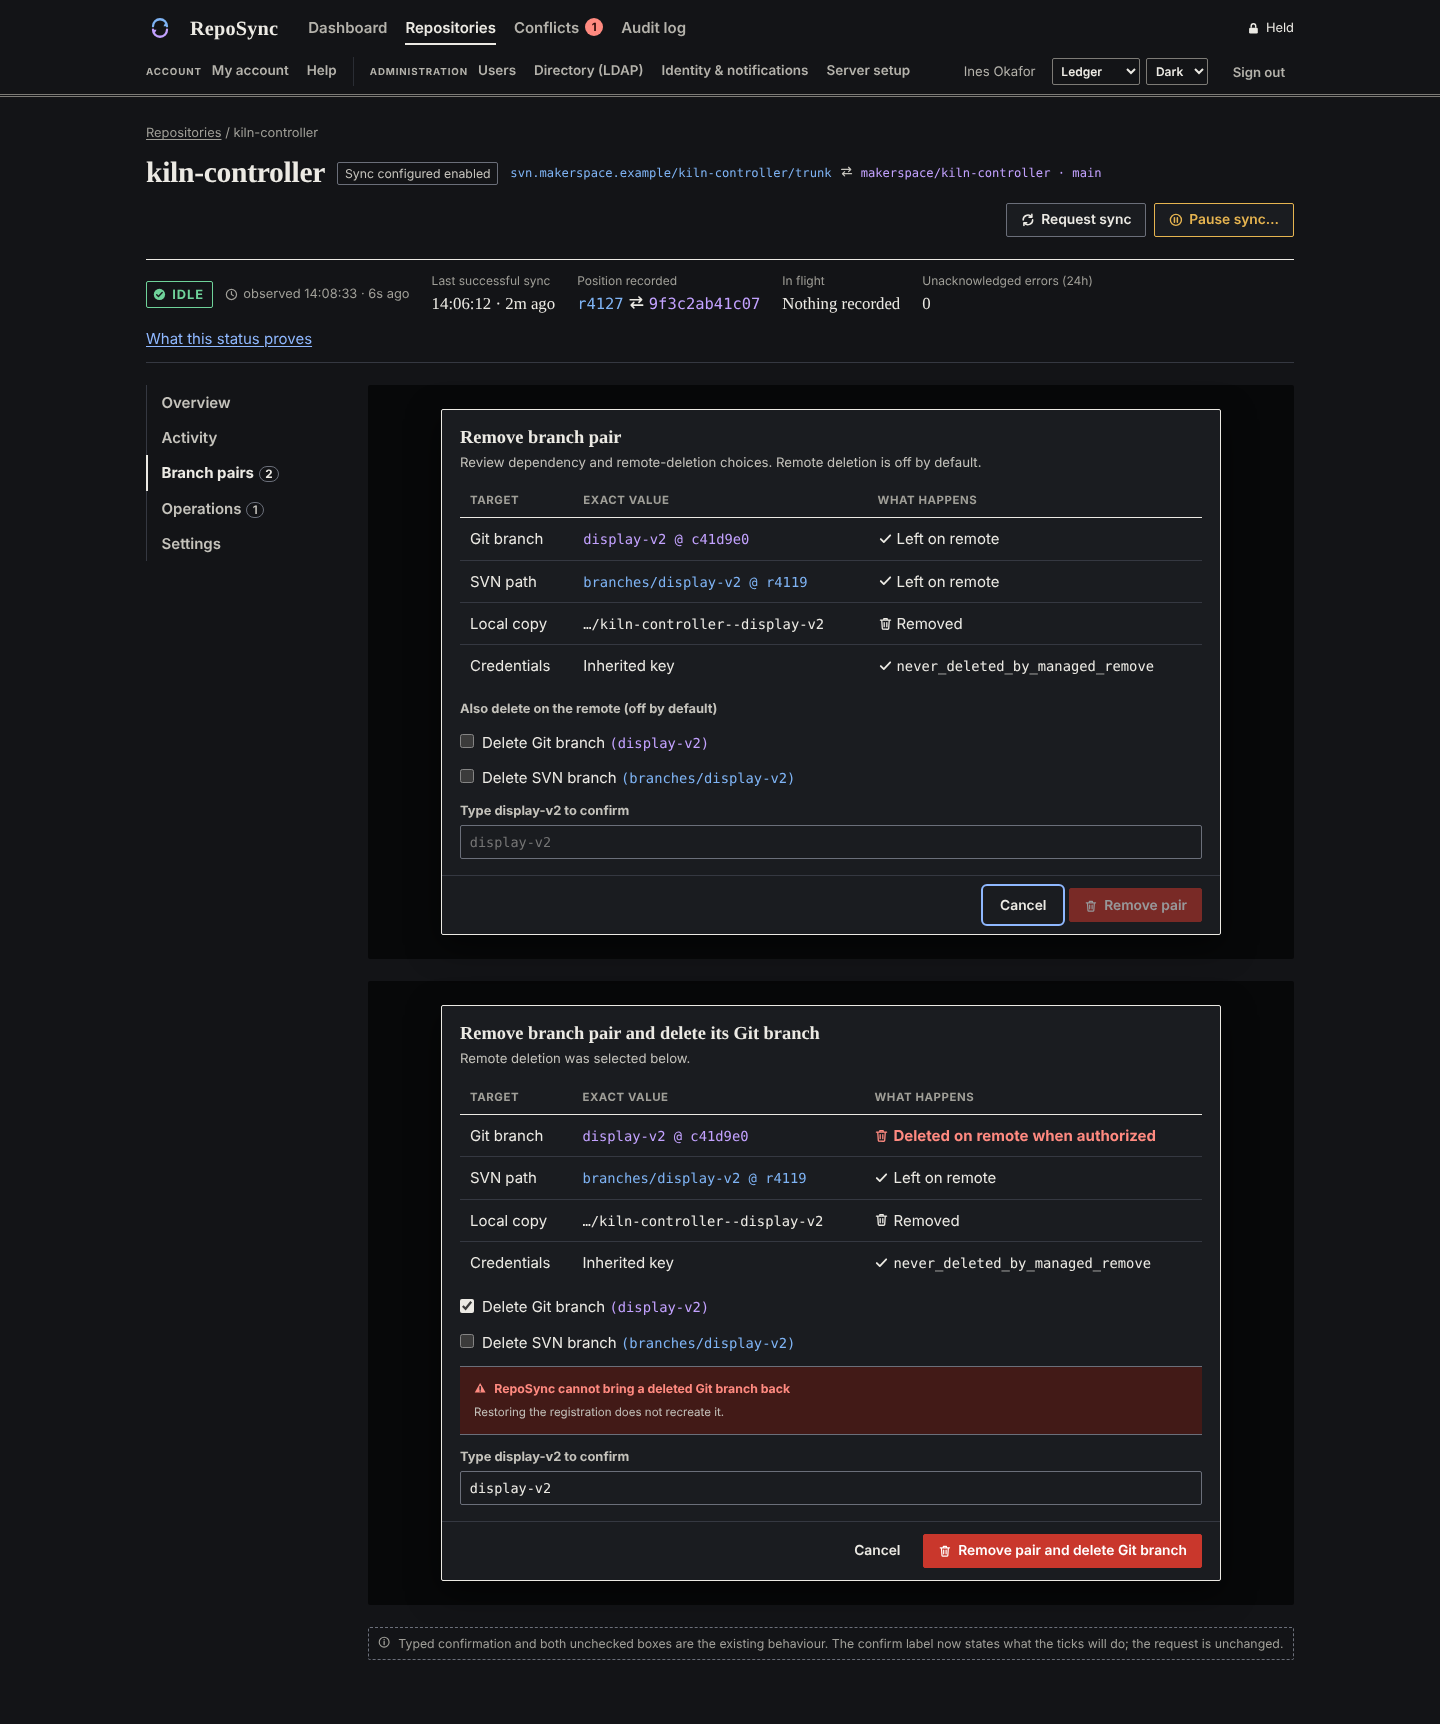 RepoSync Dashboard Repositories Conflicts 1 Audit log Held
ACCOUNT My account Help ADMINISTRATION Users Directory (LDAP) Identity & notifications Server setup Ines Okafor Ledger Dark Sign out
Repositories / kiln-controller
kiln-controller Sync configured enabled svn.makerspace.example/kiln-controller/trunk ⇄ makerspace/kiln-controller · main
Request sync Pause sync…
IDLE observed 14:08:33 · 6s ago
Last successful sync
14:06:12 · 2m ago
Position recorded
r4127 ⇄ 9f3c2ab41c07
In flight
Nothing recorded
Unacknowledged errors (24h)
0
What this status proves
Overview
Activity
Branch pairs 2
Operations 1
Settings
Remove branch pair
Review dependency and remote-deletion choices. Remote deletion is off by default.
TARGET EXACT VALUE WHAT HAPPENS
Git branch display-v2 @ c41d9e0 Left on remote
SVN path branches/display-v2 @ r4119 Left on remote
Local copy …/kiln-controller--display-v2 Removed
Credentials Inherited key never_deleted_by_managed_remove
Also delete on the remote (off by default)
Delete Git branch (display-v2)
Delete SVN branch (branches/display-v2)
Type display-v2 to confirm
display-v2
Cancel Remove pair
Remove branch pair and delete its Git branch
Remote deletion was selected below.
TARGET EXACT VALUE WHAT HAPPENS
Git branch display-v2 @ c41d9e0 Deleted on remote when authorized
SVN path branches/display-v2 @ r4119 Left on remote
Local copy …/kiln-controller--display-v2 Removed
Credentials Inherited key never_deleted_by_managed_remove
Delete Git branch (display-v2)
Delete SVN branch (branches/display-v2)
RepoSync cannot bring a deleted Git branch back
Restoring the registration does not recreate it.
Type display-v2 to confirm
display-v2
Cancel Remove pair and delete Git branch
Typed confirmation and both unchecked boxes are the existing behaviour. The confirm label now states what the ticks will do; the request is unchanged.